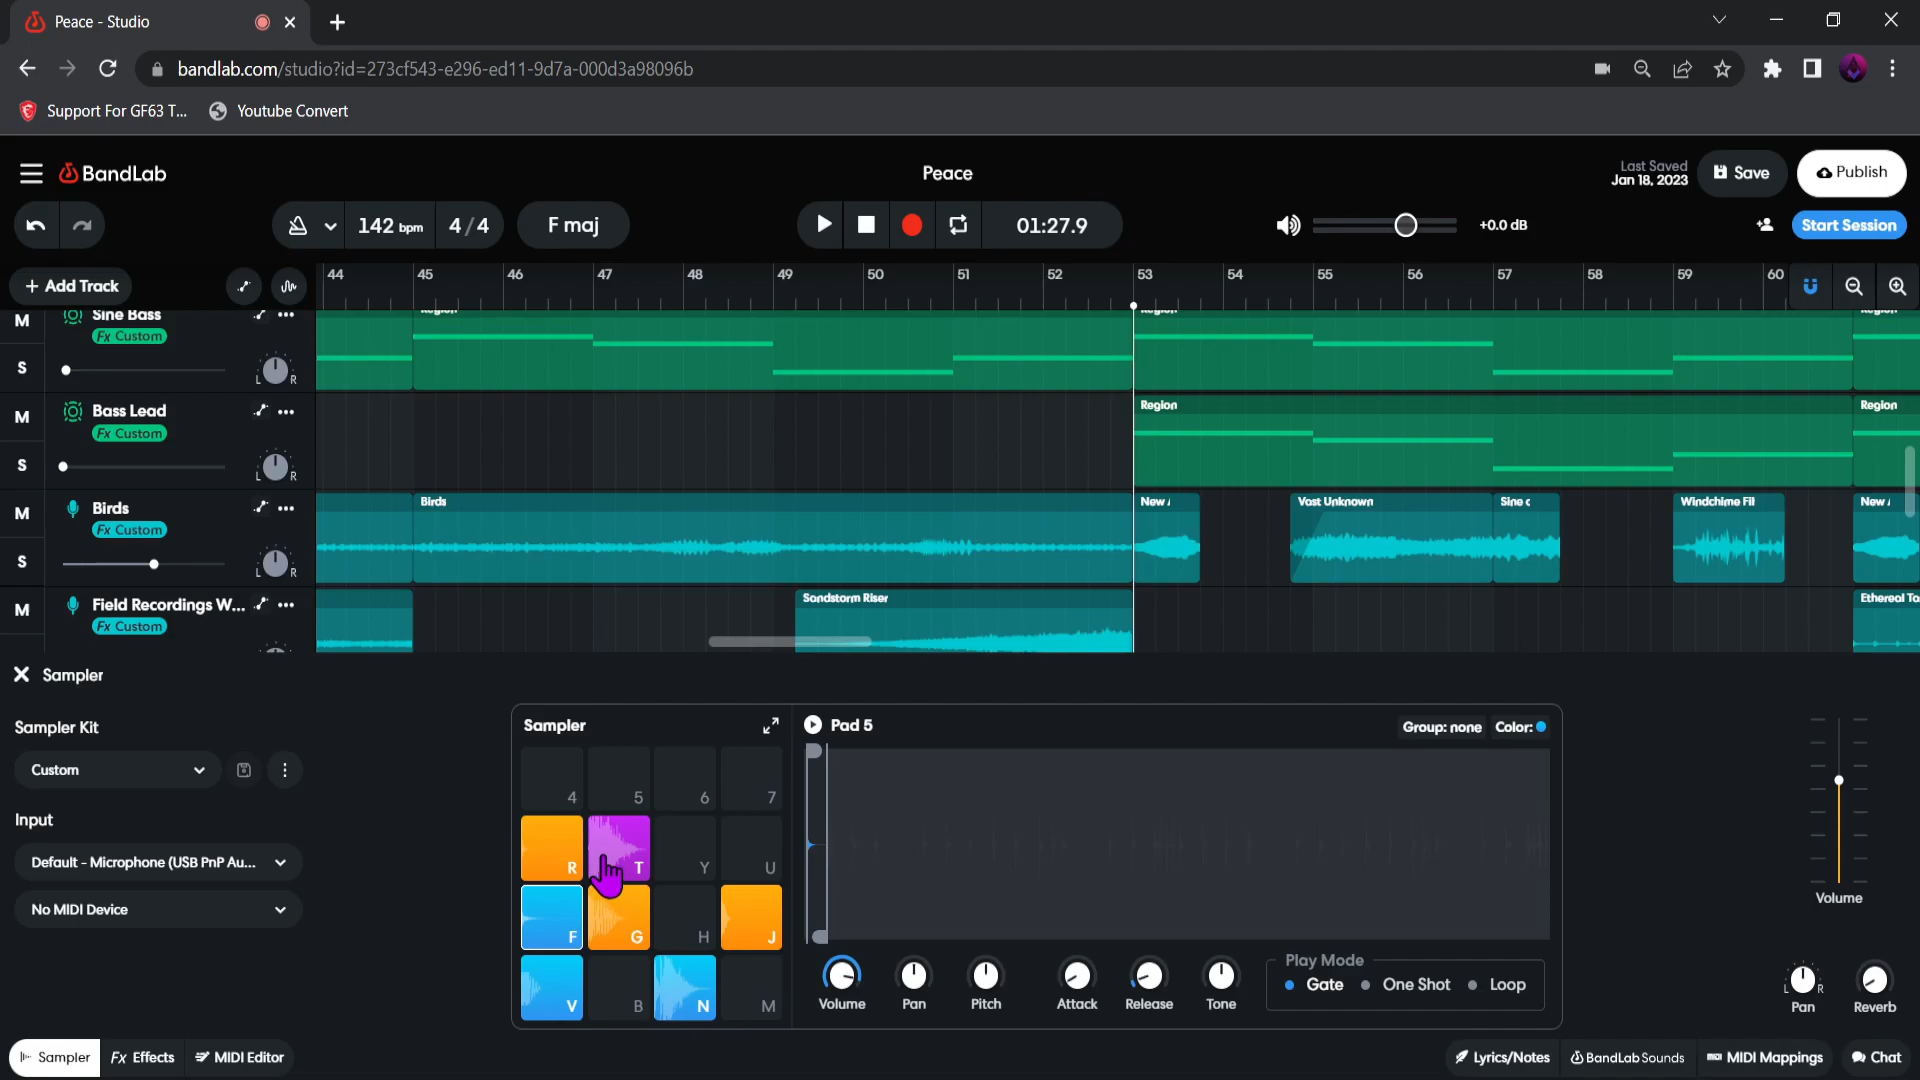 Peace - Studio
bandlab.com/studio?id=273cf543-e296-ed11-9d7a-000d3a98096b
Support For GF63 T...
Youtube Convert
BandLab
Peace
Last Saved
Jan 18, 2023
Save
Publish
142 bpm
4/4
F maj
01:27.9
+0.0 dB
Start Session
+ Add Track
44 45 46 47 48 49 50 51 52 53 54 55 56 57 58 59 60
M
Sine Bass
Fx Custom
S
L R
Region
Region
Region
M
Bass Lead
Fx Custom
S
L R
Region
Region
M
Birds
Fx Custom
S
L R
Birds
New
Vast Unknown
Sine c
Windchime Fil
New
M
Field Recordings W...
Fx Custom
Sandstorm Riser
Ethereal To
Sampler
Sampler Kit
Custom
Input
Default - Microphone (USB PnP Au...
No MIDI Device
Sampler
4 5 6 7
R T Y U
F G H J
V B N M
Pad 5
Group: none
Color:
Volume
Pan
Pitch
Attack
Release
Tone
Play Mode
Gate
One Shot
Loop
Volume
L R
Pan
Reverb
Sampler
Fx Effects
MIDI Editor
Lyrics/Notes
BandLab Sounds
MIDI Mappings
Chat